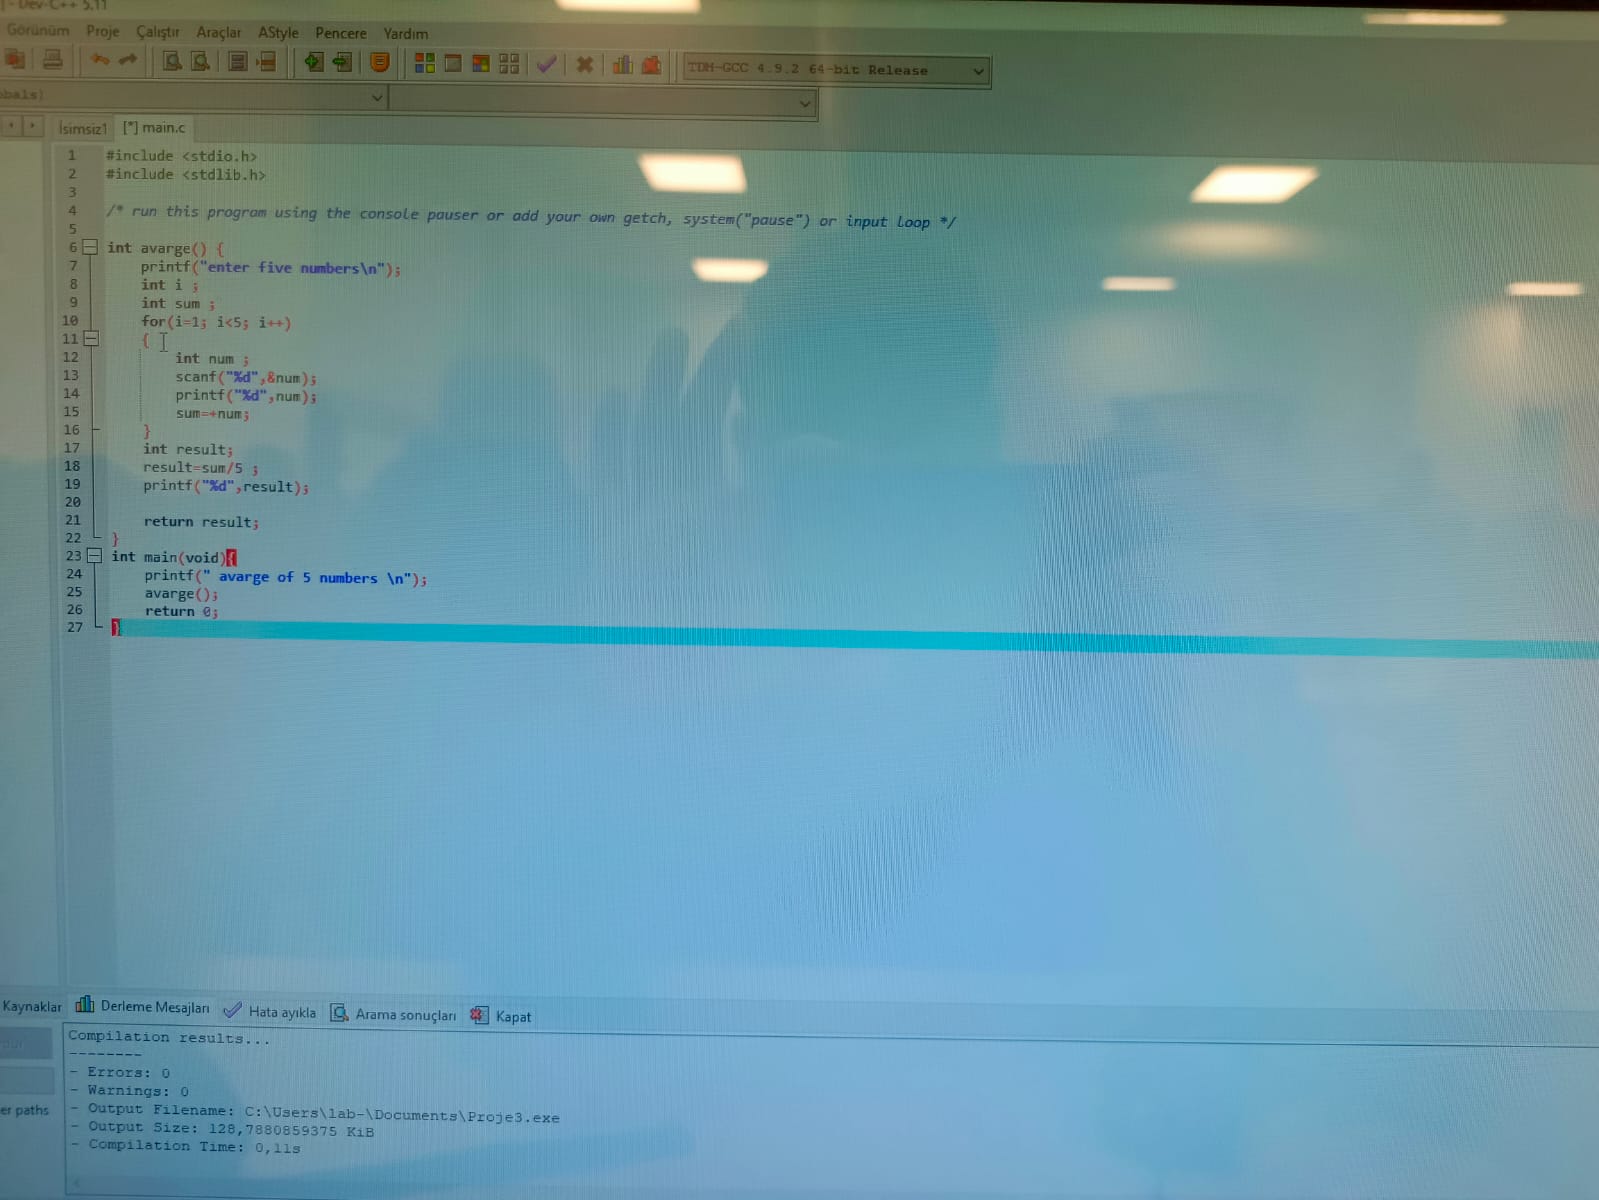 - Dev-C++ 5.11
Görünüm Proje Çalıştır Araçlar AStyle Pencere Yardım
TDM-GCC 4.9.2 64-bit Release
obals)
İsimsiz1 [*] main.c
1 #include <stdio.h>
2 #include <stdlib.h>
3
4 /* run this program using the console pauser or add your own getch, system("pause") or input loop */
5
6 int avarge() {
7 printf("enter five numbers\n");
8 int i ;
9 int sum ;
10 for(i=1; i<5; i++)
11 {
12 int num ;
13 scanf("%d",&num);
14 printf("%d",num);
15 sum=+num;
16 }
17 int result;
18 result=sum/5 ;
19 printf("%d",result);
20
21 return result;
22 }
23 int main(void){
24 printf(" avarge of 5 numbers \n");
25 avarge();
26 return 0;
27 }
Kaynaklar Derleme Mesajları Hata ayıkla Arama sonuçları Kapat
Compilation results...
--------
- Errors: 0
- Warnings: 0
er paths
- Output Filename: C:\Users\lab-\Documents\Proje3.exe
- Output Size: 128,7880859375 KiB
- Compilation Time: 0,11s